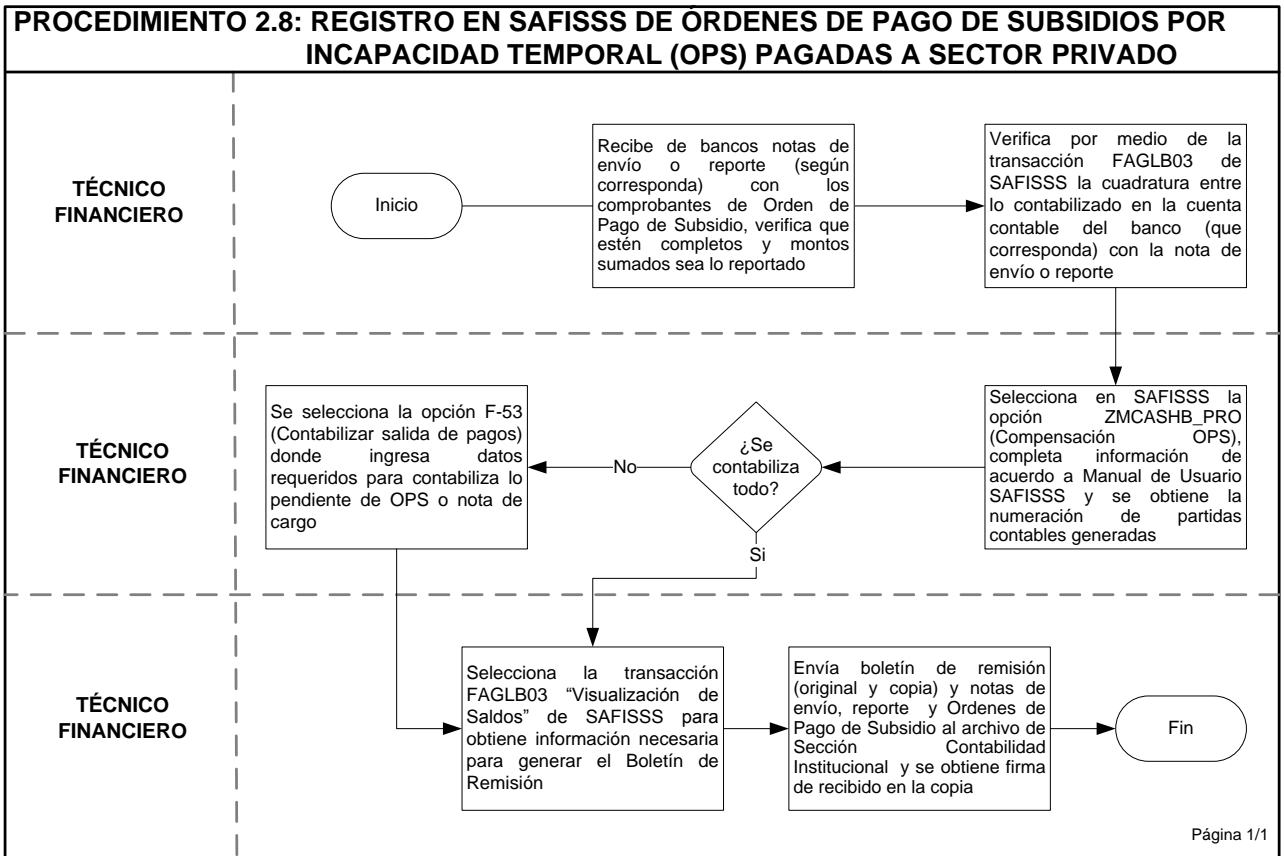 PROCEDIMIENTO 2.8: REGISTRO EN SAFISSS DE ÓRDENES DE PAGO DE SUBSIDIOS POR
INCAPACIDAD TEMPORAL (OPS) PAGADAS A SECTOR PRIVADO
TÉCNICO
FINANCIERO
Inicio
Recibe de bancos notas de
envío o reporte (según
corresponda) con los
comprobantes de Orden de
Pago de Subsidio, verifica que
estén completos y montos
sumados sea lo reportado
Verifica por medio de la
transacción FAGLB03 de
SAFISSS la cuadratura entre
lo contabilizado en la cuenta
contable del banco (que
corresponda) con la nota de
envío o reporte
TÉCNICO
FINANCIERO
Se selecciona la opción F-53
(Contabilizar salida de pagos)
donde ingresa datos
requeridos para contabiliza lo
pendiente de OPS o nota de
cargo
No
¿Se
contabiliza
todo?
Si
Selecciona en SAFISSS la
opción ZMCASHB_PRO
(Compensación OPS),
completa información de
acuerdo a Manual de Usuario
SAFISSS y se obtiene la
numeración de partidas
contables generadas
TÉCNICO
FINANCIERO
Selecciona la transacción
FAGLB03 “Visualización de
Saldos” de SAFISSS para
obtiene información necesaria
para generar el Boletín de
Remisión
Envía boletín de remisión
(original y copia) y notas de
envío, reporte y Ordenes de
Pago de Subsidio al archivo de
Sección Contabilidad
Institucional y se obtiene firma
de recibido en la copia
Fin
Página 1/1